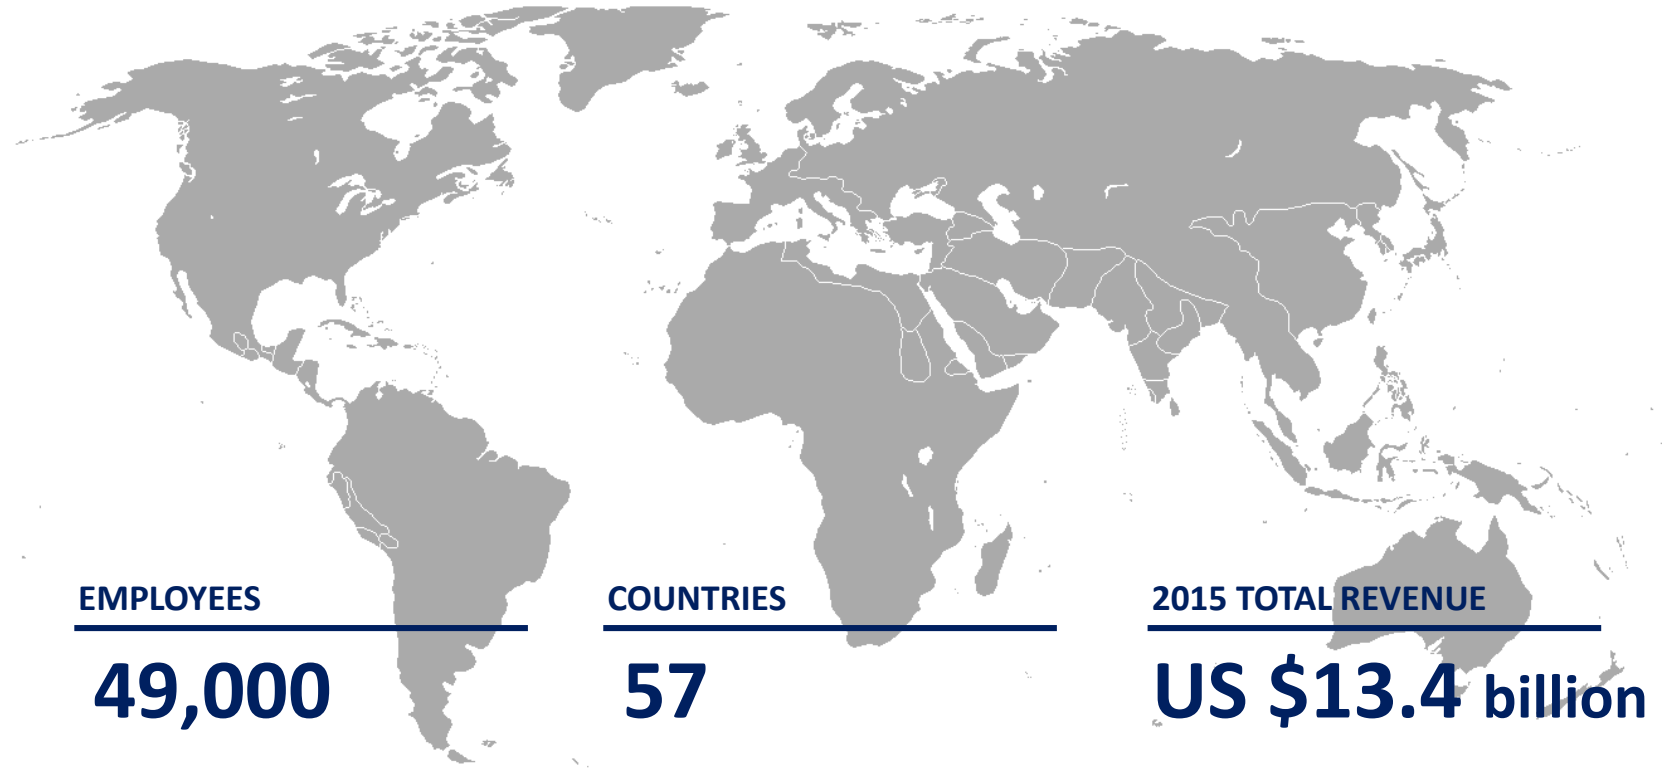 EMPLOYEES
49,000
COUNTRIES
57
2015 TOTAL REVENUE
US $13.4 billion